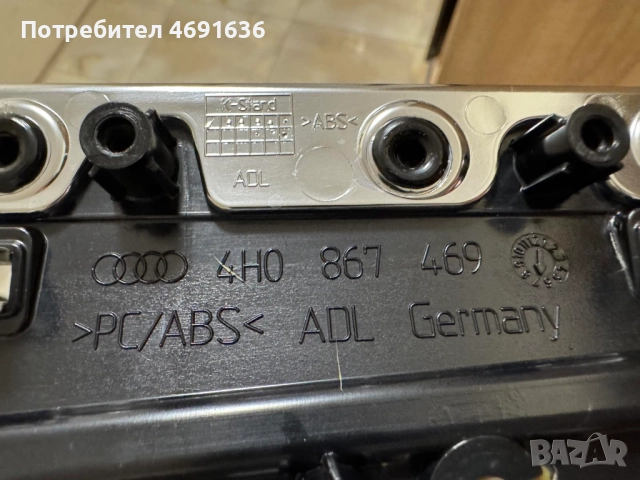 Потребител 4691636
K-Stand
>ABS<
ADL
4H0 867 469
>PC/ABS< ADL Germany
BAZAR